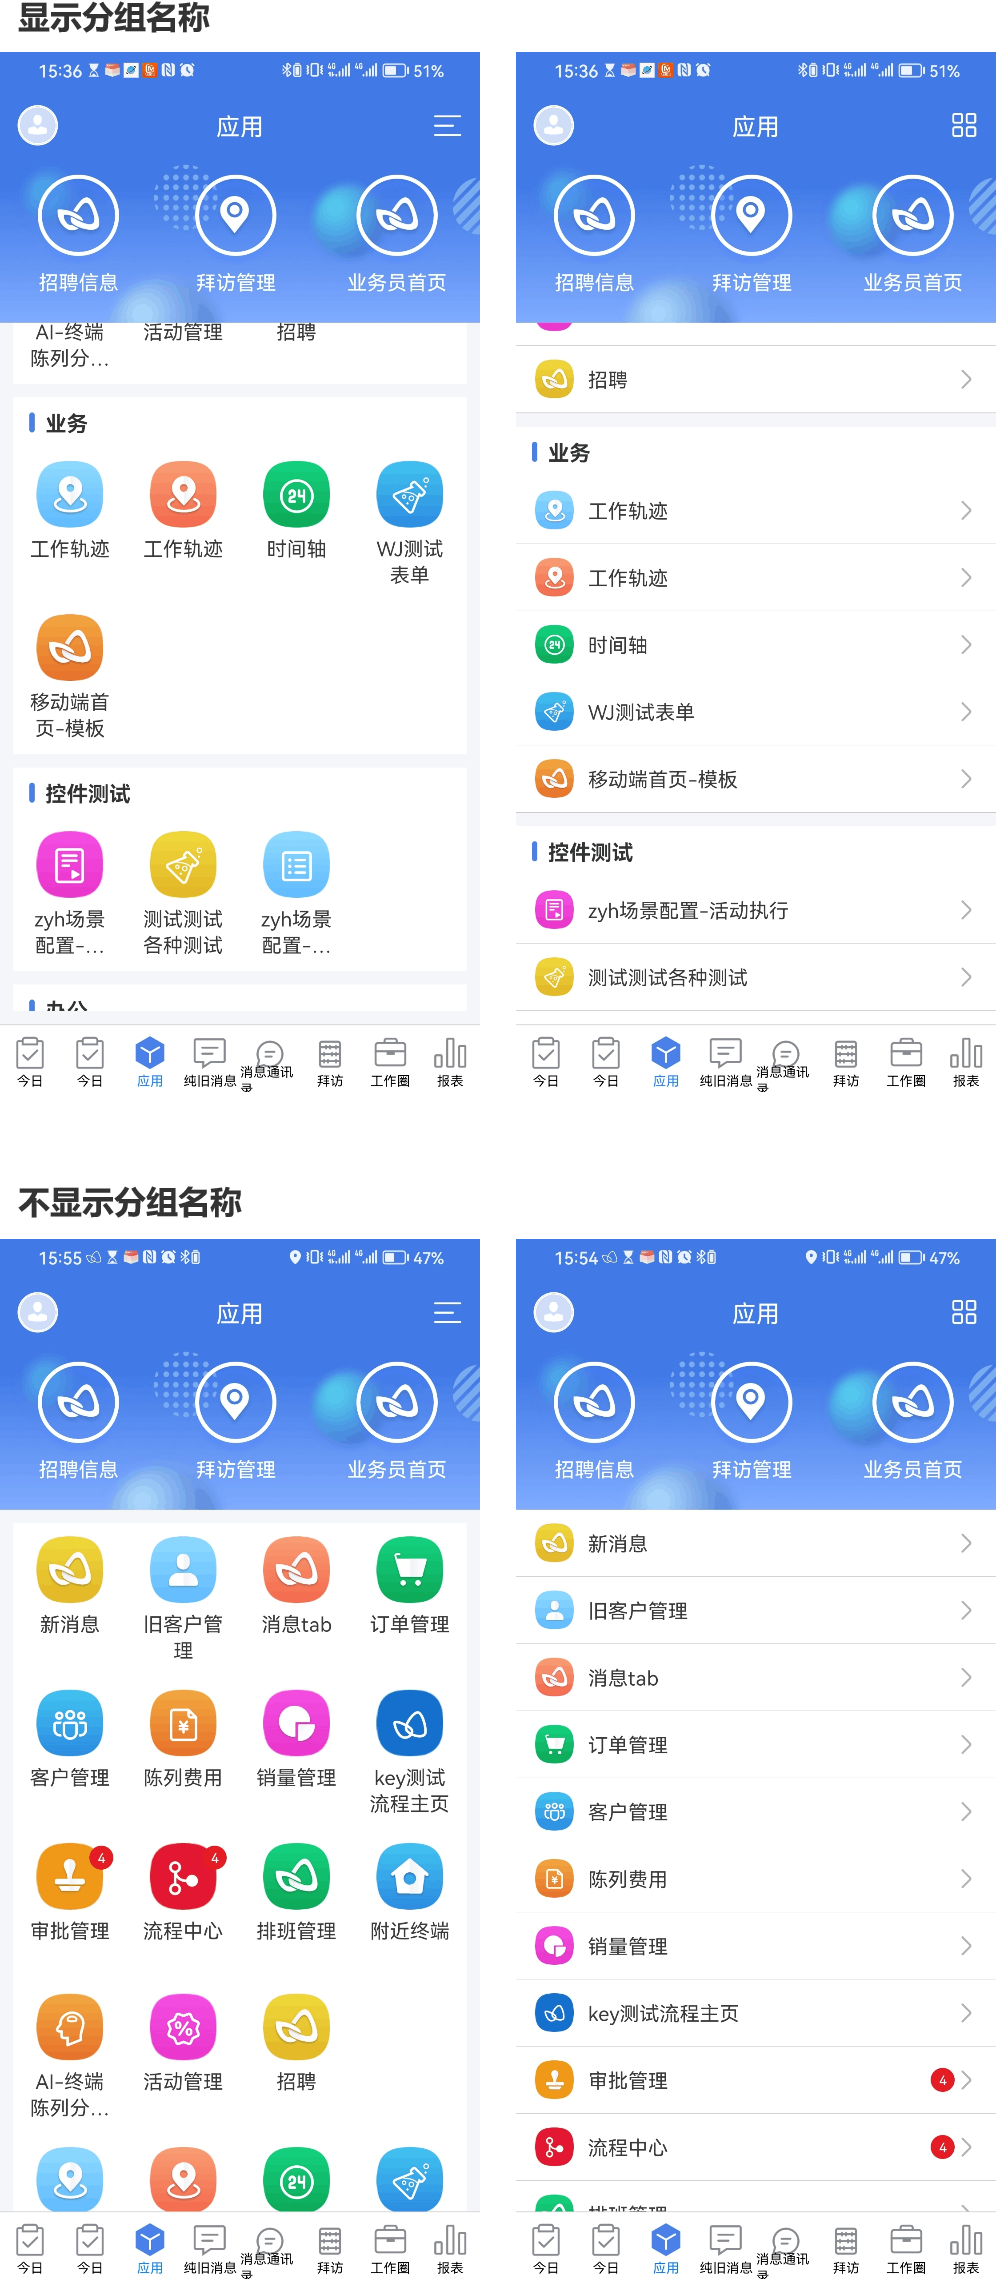 显示分组名称
15:36
51%
应用
招聘信息
拜访管理
业务员首页
AI-终端
陈列分...
活动管理
招聘
业务
工作轨迹
工作轨迹
24
时间轴
WJ测试
表单
移动端首
页-模板
控件测试
zyh场景
配置-...
测试测试
各种测试
zyh场景
配置-...
办公
今日
今日
应用
纯旧消息
消息通讯
录
拜访
工作圈
报表
15:36
51%
应用
招聘信息
拜访管理
业务员首页
招聘
业务
工作轨迹
工作轨迹
24
时间轴
WJ测试表单
移动端首页-模板
控件测试
zyh场景配置-活动执行
测试测试各种测试
今日
今日
应用
纯旧消息
消息通讯
录
拜访
工作圈
报表
不显示分组名称
15:55
47%
应用
招聘信息
拜访管理
业务员首页
新消息
旧客户管
理
消息tab
订单管理
客户管理
陈列费用
销量管理
key测试
流程主页
4
审批管理
4
流程中心
排班管理
附近终端
AI-终端
陈列分...
活动管理
招聘
24
今日
今日
应用
纯旧消息
消息通讯
录
拜访
工作圈
报表
15:54
47%
应用
招聘信息
拜访管理
业务员首页
新消息
旧客户管理
消息tab
订单管理
客户管理
陈列费用
销量管理
key测试流程主页
审批管理
4
流程中心
4
排班管理
今日
今日
应用
纯旧消息
消息通讯
录
拜访
工作圈
报表